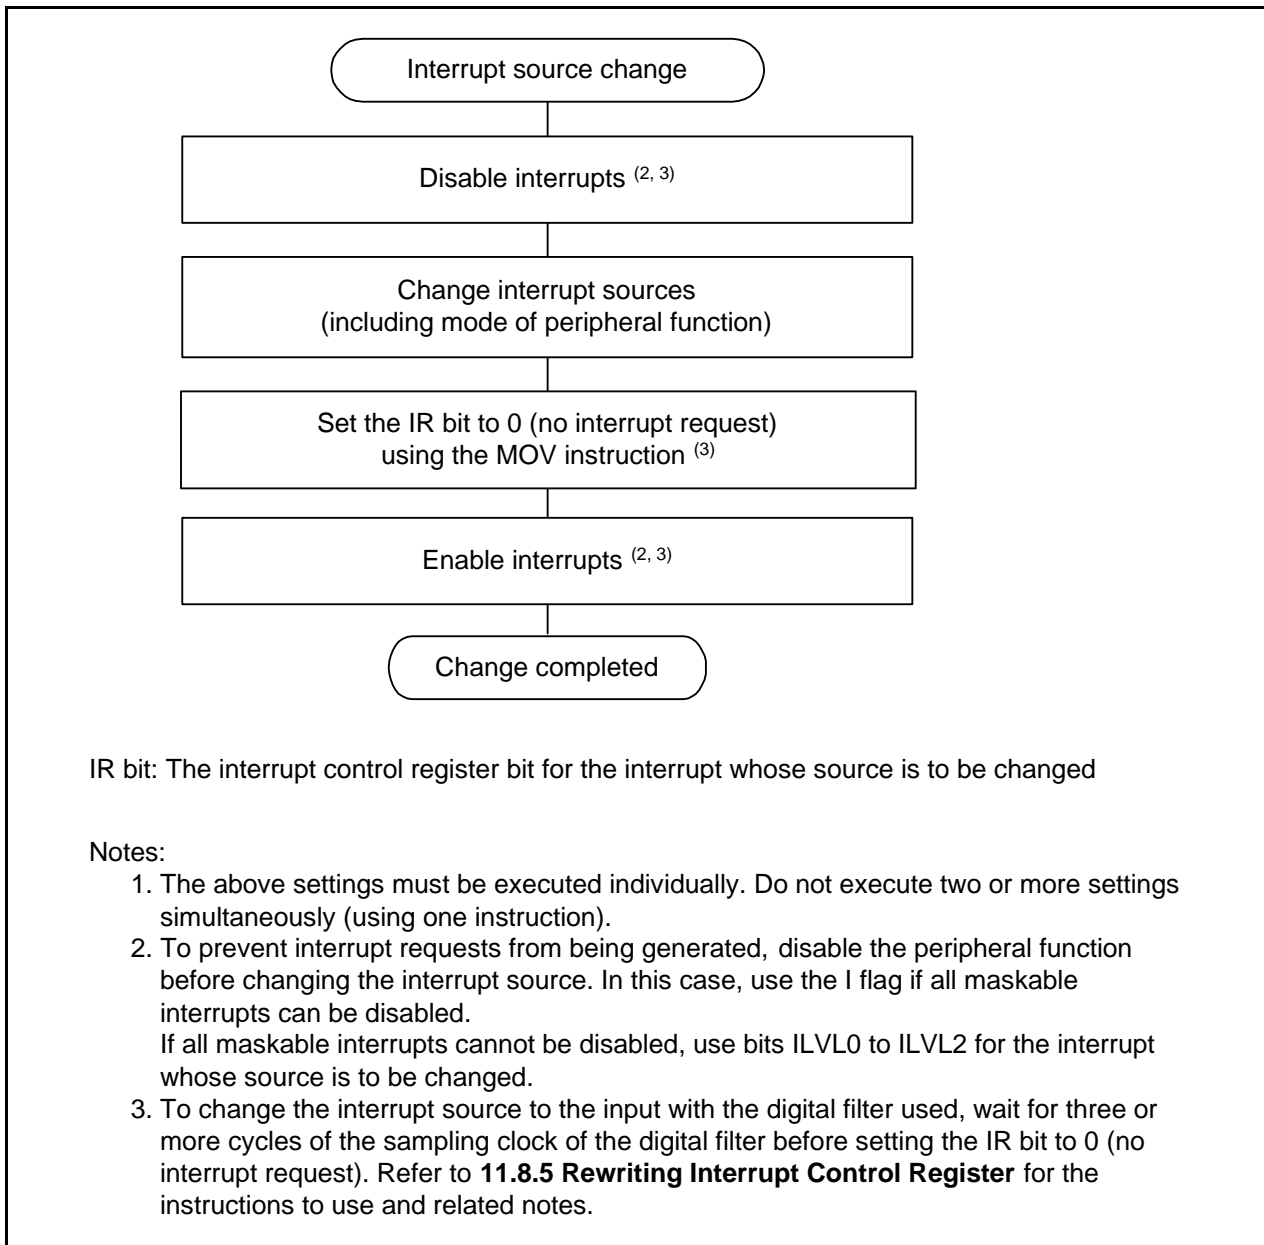 Interrupt source change
Disable interrupts (2, 3)
Change interrupt sources
(including mode of peripheral function)
Set the IR bit to 0 (no interrupt request)
using the MOV instruction (3)
Enable interrupts (2, 3)
Change completed
IR bit: The interrupt control register bit for the interrupt whose source is to be changed
Notes:
1. The above settings must be executed individually. Do not execute two or more settings
simultaneously (using one instruction).
2. To prevent interrupt requests from being generated, disable the peripheral function
before changing the interrupt source. In this case, use the I flag if all maskable
interrupts can be disabled.
If all maskable interrupts cannot be disabled, use bits ILVL0 to ILVL2 for the interrupt
whose source is to be changed.
3. To change the interrupt source to the input with the digital filter used, wait for three or
more cycles of the sampling clock of the digital filter before setting the IR bit to 0 (no
interrupt request). Refer to 11.8.5 Rewriting Interrupt Control Register for the
instructions to use and related notes.